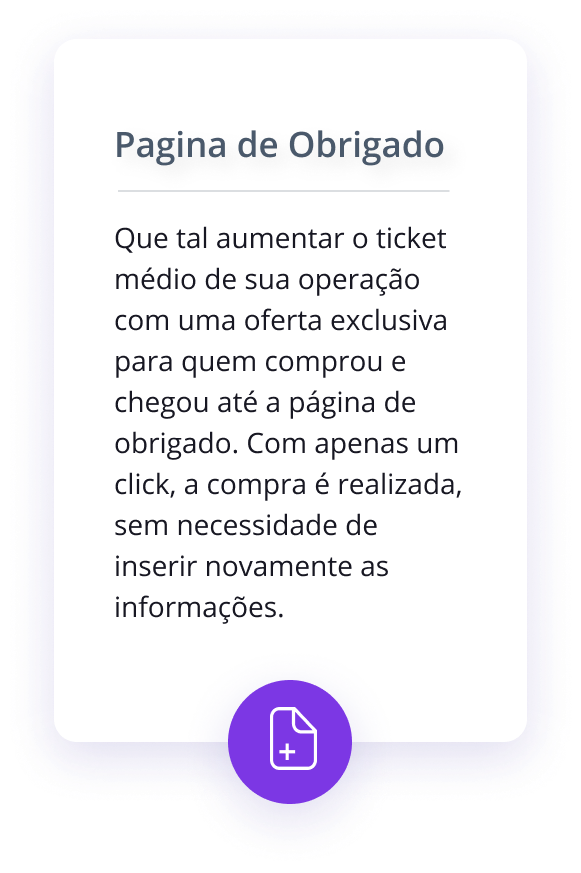 Pagina de Obrigado
Que tal aumentar o ticket
médio de sua operação
com uma oferta exclusiva
para quem comprou e
chegou até a página de
obrigado. Com apenas um
click, a compra é realizada,
sem necessidade de
inserir novamente as
informações.